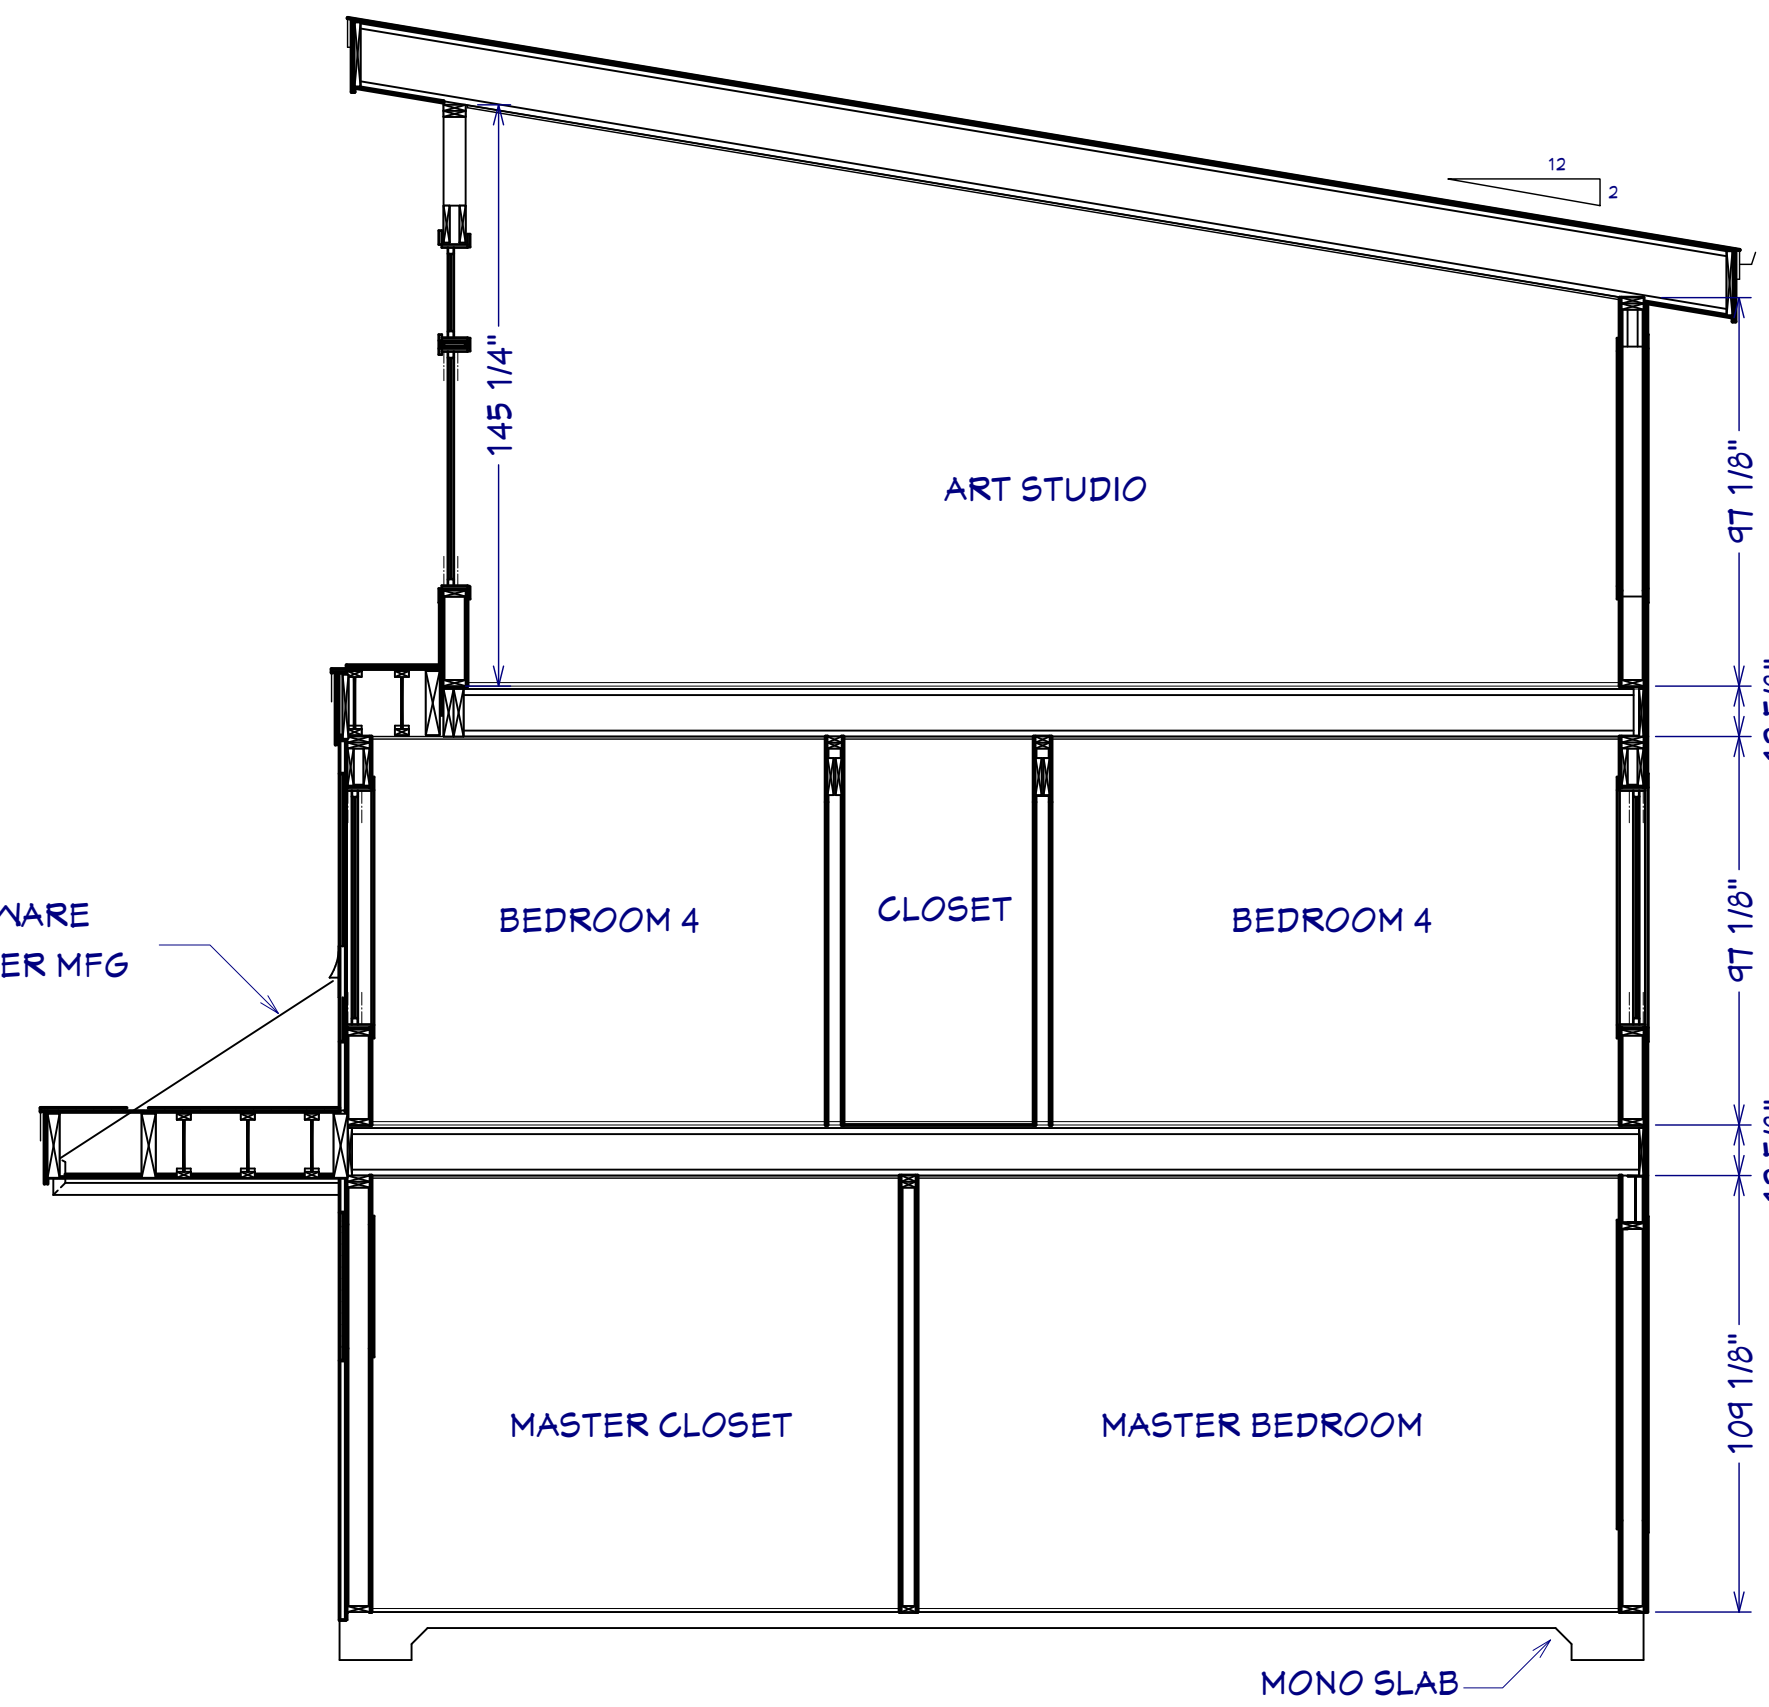 12
2
145 1/4"
97 1/8"
ART STUDIO
BEDROOM 4
CLOSET
BEDROOM 4
97 1/8"
ER MFG
MASTER CLOSET
MASTER BEDROOM
109 1/8"
MONO SLAB